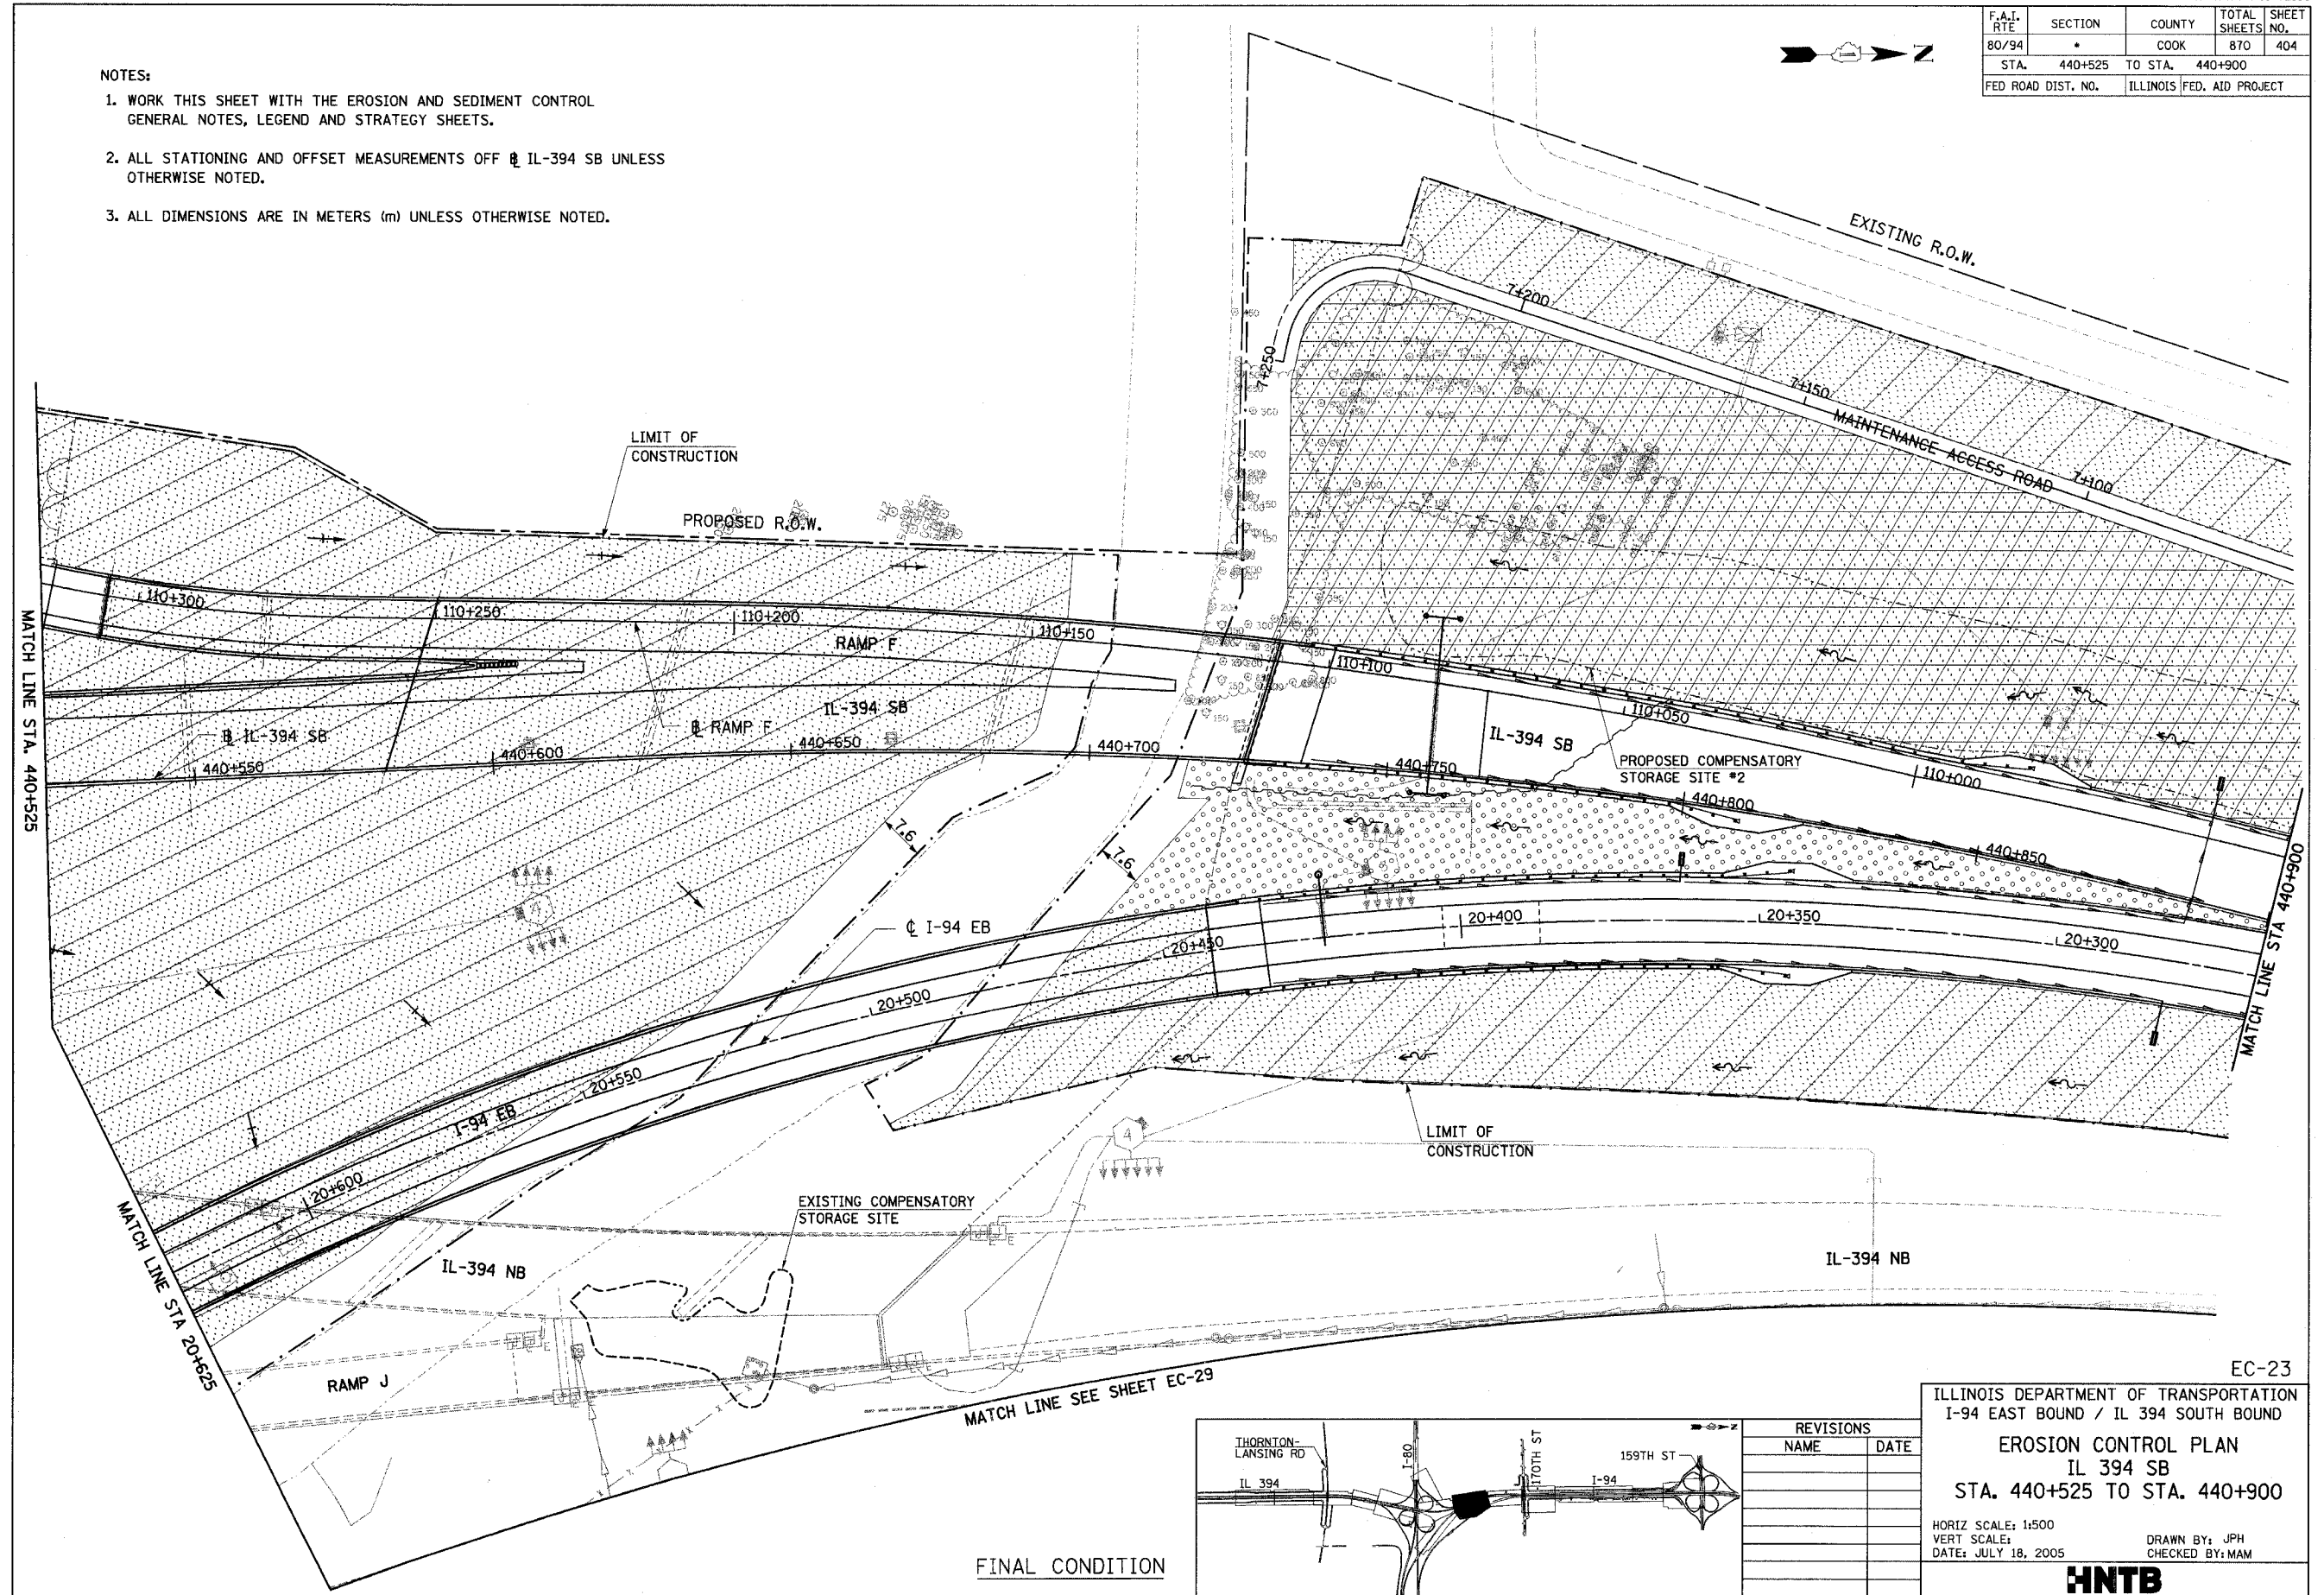 F.A.I. RTE SECTION COUNTY TOTAL SHEETS SHEET NO.
80/94 * COOK 870 404
STA. 440+525 TO STA. 440+900
FED ROAD DIST. NO. ILLINOIS FED. AID PROJECT
N
NOTES:
1. WORK THIS SHEET WITH THE EROSION AND SEDIMENT CONTROL
GENERAL NOTES, LEGEND AND STRATEGY SHEETS.
2. ALL STATIONING AND OFFSET MEASUREMENTS OFF ℄ IL-394 SB UNLESS
OTHERWISE NOTED.
3. ALL DIMENSIONS ARE IN METERS (m) UNLESS OTHERWISE NOTED.
EXISTING R.O.W.
7+200
7+250
7+150
MAINTENANCE ACCESS ROAD
7+100
LIMIT OF
CONSTRUCTION
PROPOSED R.O.W.
MATCH LINE STA. 440+525
110+300
110+250
110+200
110+150
110+100
110+050
110+000
RAMP F
IL-394 SB
℄ RAMP F
℄ IL-394 SB
440+550
440+600
440+650
440+700
440+750
440+800
440+850
IL-394 SB
PROPOSED COMPENSATORY
STORAGE SITE #2
7.6
7.6
℄ I-94 EB
20+600
20+550
20+500
20+450
20+400
20+350
20+300
I-94 EB
MATCH LINE STA 440+900
LIMIT OF
CONSTRUCTION
4
EXISTING COMPENSATORY
STORAGE SITE
IL-394 NB
IL-394 NB
MATCH LINE STA 20+625
RAMP J
MATCH LINE SEE SHEET EC-29
FINAL CONDITION
THORNTON-
LANSING RD
IL 394
I-80
170TH ST
I-94
159TH ST
N
REVISIONS
NAME DATE
EC-23
ILLINOIS DEPARTMENT OF TRANSPORTATION
I-94 EAST BOUND / IL 394 SOUTH BOUND
EROSION CONTROL PLAN
IL 394 SB
STA. 440+525 TO STA. 440+900
HORIZ SCALE: 1:500
VERT SCALE:
DATE: JULY 18, 2005
DRAWN BY: JPH
CHECKED BY: MAM
HNTB